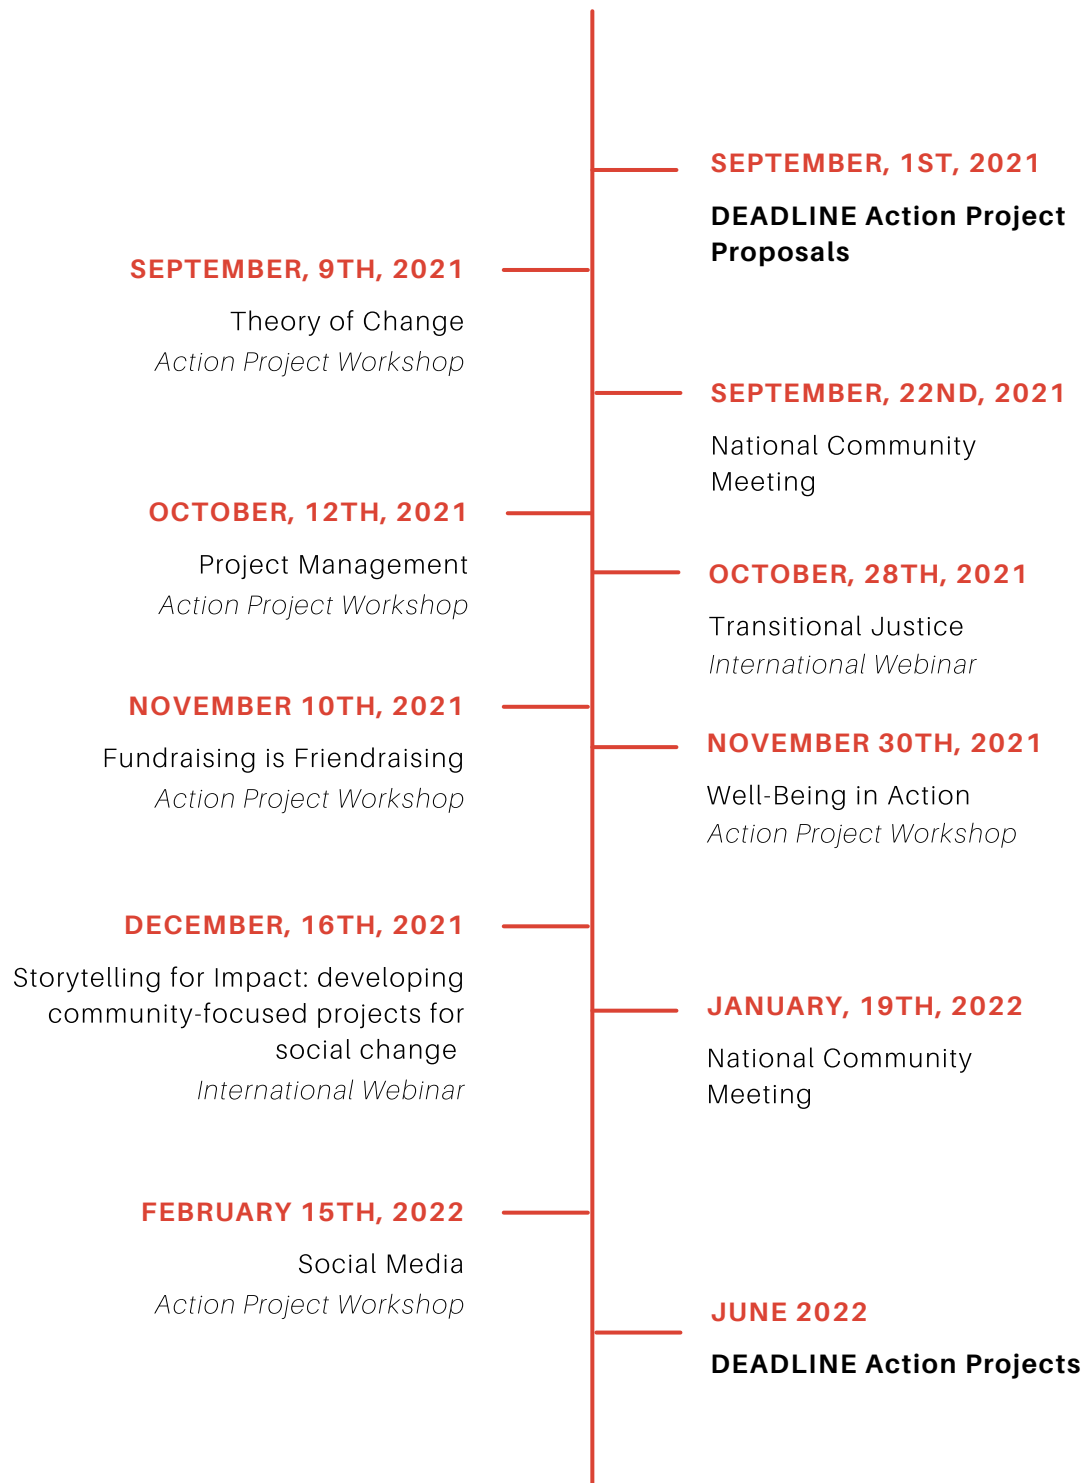 SEPTEMBER, 1ST, 2021
DEADLINE Action Project
Proposals
SEPTEMBER, 9TH, 2021
Theory of Change
Action Project Workshop
SEPTEMBER, 22ND, 2021
National Community
Meeting
OCTOBER, 12TH, 2021
Project Management
Action Project Workshop
OCTOBER, 28TH, 2021
Transitional Justice
International Webinar
NOVEMBER 10TH, 2021
Fundraising is Friendraising
Action Project Workshop
NOVEMBER 30TH, 2021
Well-Being in Action
Action Project Workshop
DECEMBER, 16TH, 2021
Storytelling for Impact: developing
community-focused projects for
social change
International Webinar
JANUARY, 19TH, 2022
National Community
Meeting
FEBRUARY 15TH, 2022
Social Media
Action Project Workshop
JUNE 2022
DEADLINE Action Projects